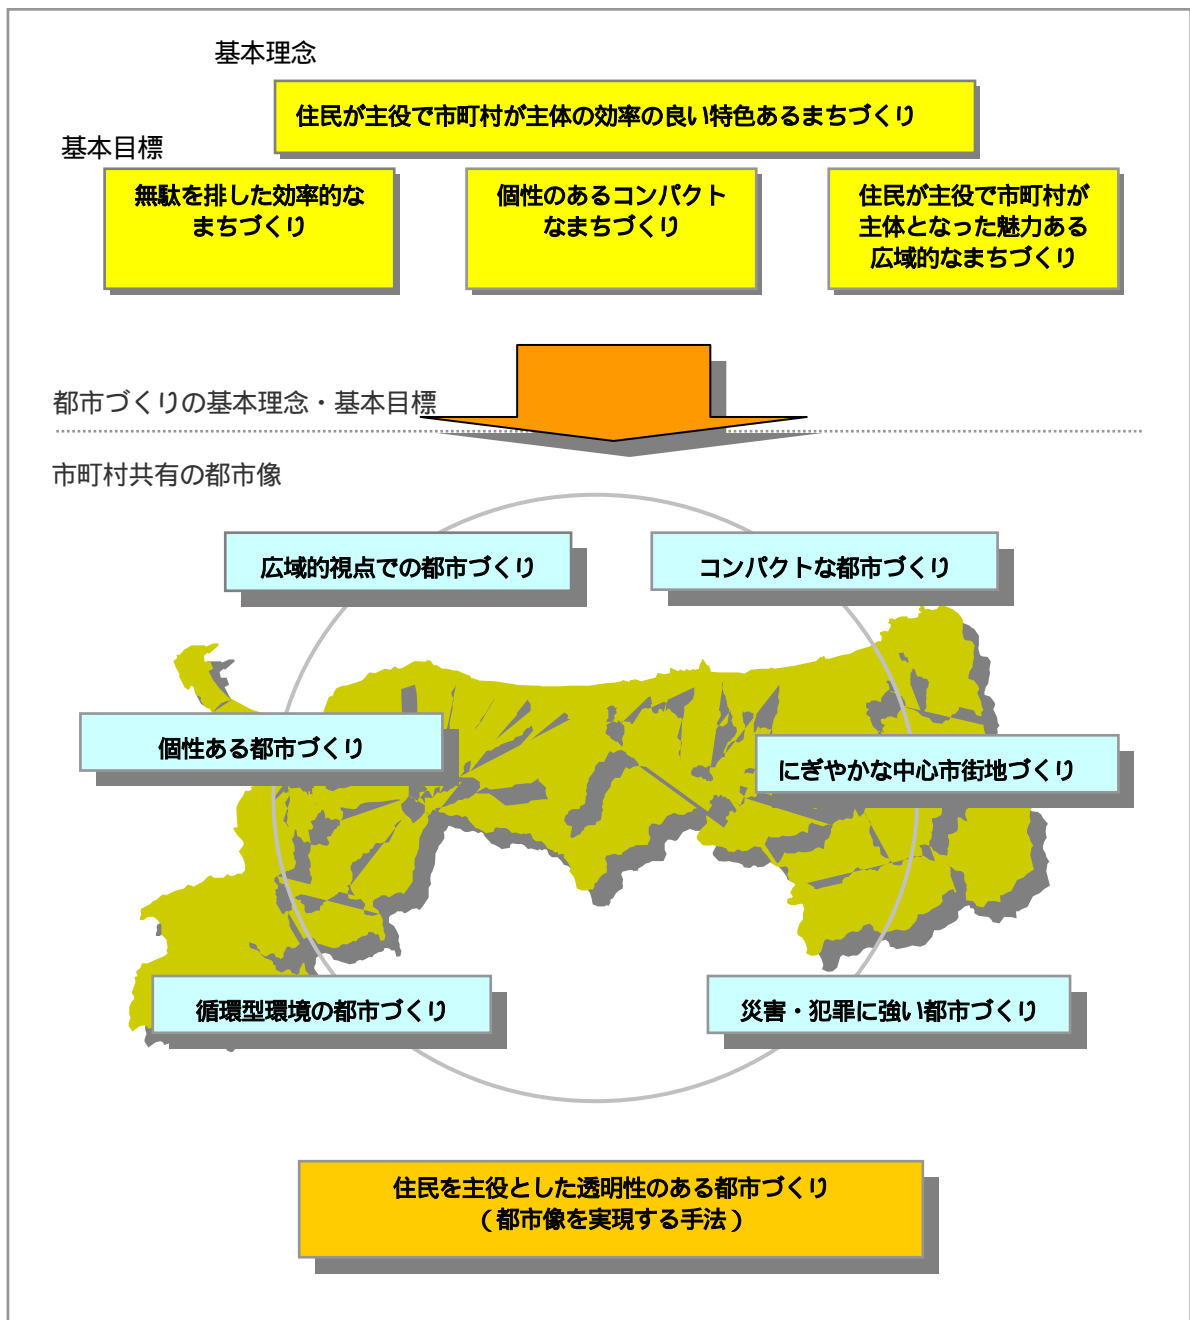 基本理念
住民が主役で市町村が主体の効率の良い特色あるまちづくり
基本目標
無駄を排した効率的な
まちづくり
個性のあるコンパクト
なまちづくり
住民が主役で市町村が
主体となった魅力ある
広域的なまちづくり
都市づくりの基本理念・基本目標
市町村共有の都市像
広域的視点での都市づくり
コンパクトな都市づくり
個性ある都市づくり
にぎやかな中心市街地づくり
循環型環境の都市づくり
災害・犯罪に強い都市づくり
住民を主役とした透明性のある都市づくり
（都市像を実現する手法）